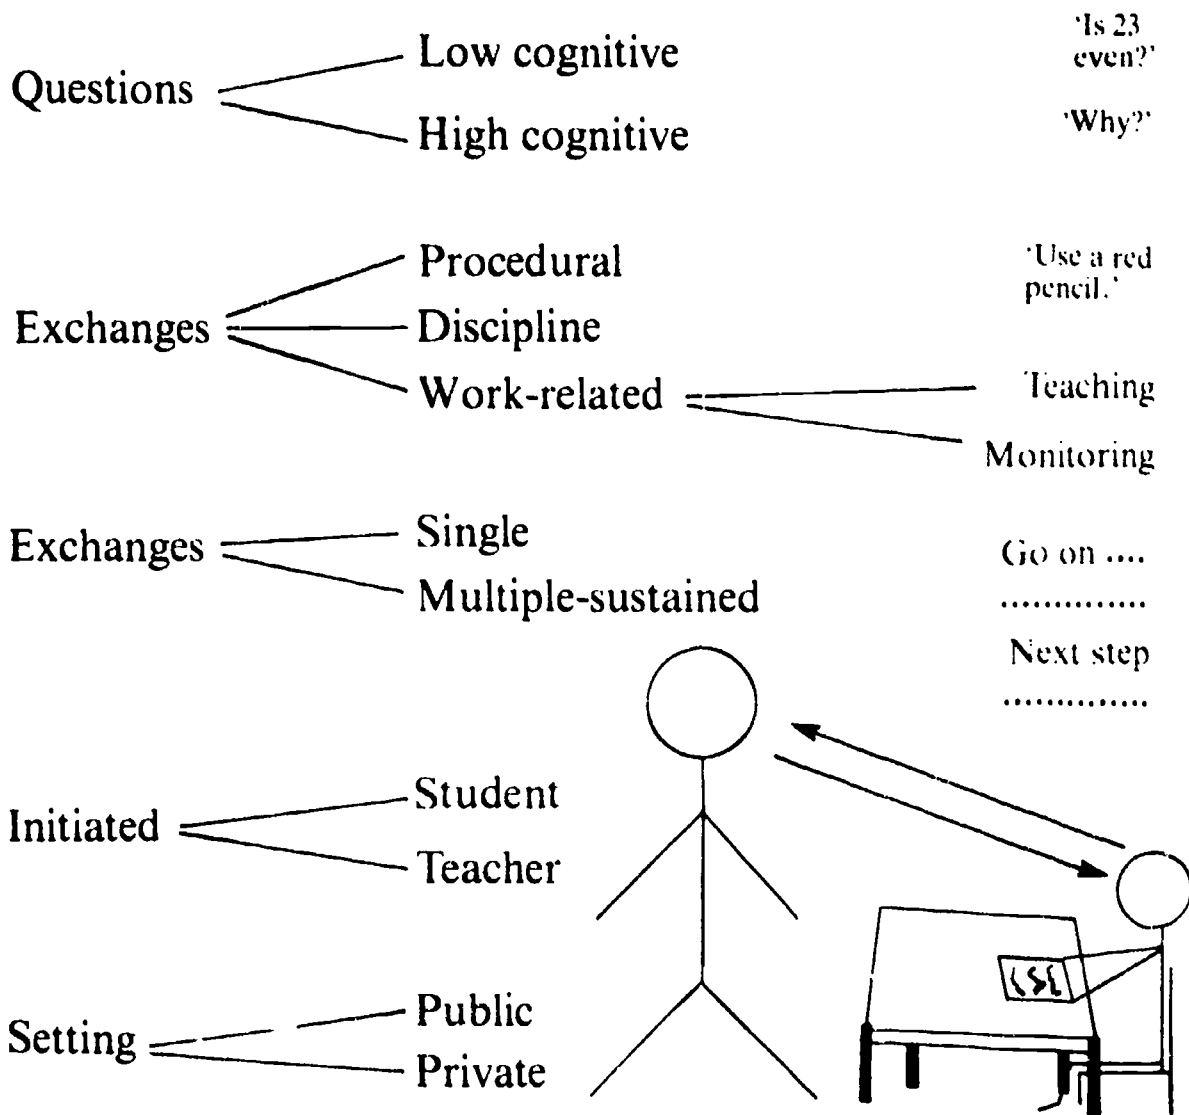 Questions
Low cognitive
'Is 23
even?'
High cognitive
'Why?'
Exchanges
Procedural
'Use a red
pencil.'
Discipline
Work-related
Teaching
Monitoring
Exchanges
Single
Go on ....
..............
Multiple-sustained
Next step
..............
Initiated
Student
Teacher
Setting
Public
Private